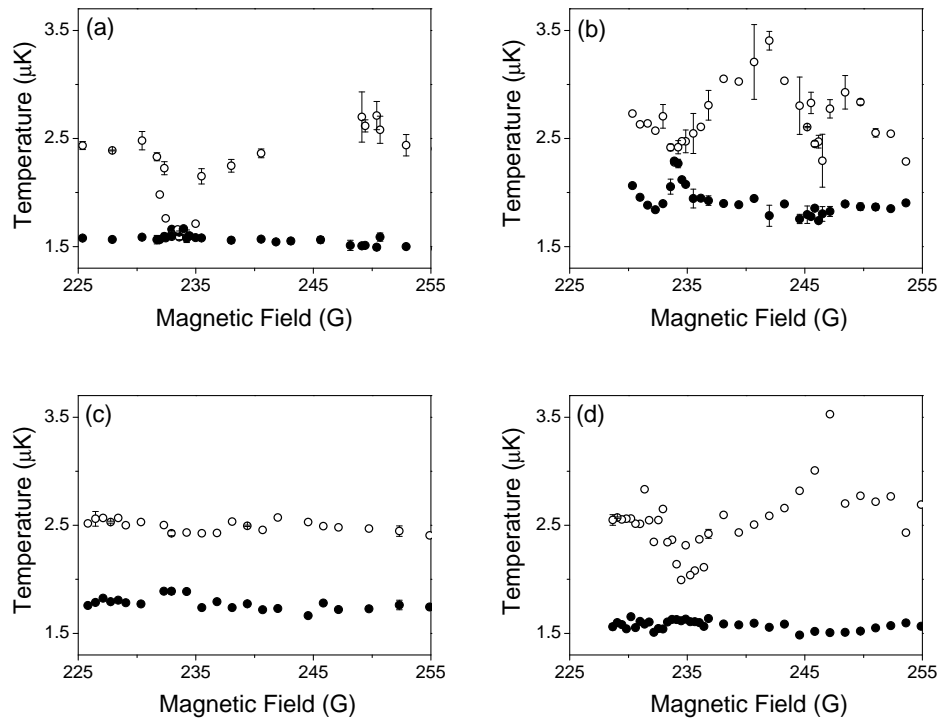 (a)
Temperature (μK)
3.5
2.5
1.5
225 235 245 255
Magnetic Field (G)
(b)
Temperature (μK)
3.5
2.5
1.5
225 235 245 255
Magnetic Field (G)
(c)
Temperature (μK)
3.5
2.5
1.5
225 235 245 255
Magnetic Field (G)
(d)
Temperature (μK)
3.5
2.5
1.5
225 235 245 255
Magnetic Field (G)